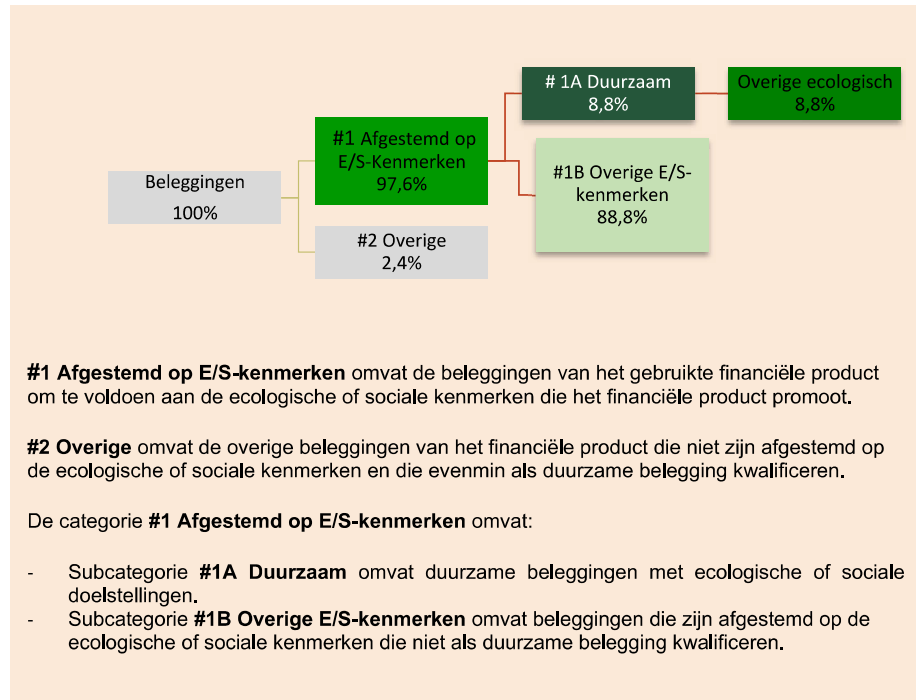 # 1A Duurzaam
8,8%
Overige ecologisch
8,8%
#1 Afgestemd op
E/S-Kenmerken
97,6%
#1B Overige E/S-
kenmerken
88,8%
Beleggingen
100%
#2 Overige
2,4%
#1 Afgestemd op E/S-kenmerken omvat de beleggingen van het gebruikte financiële product
om te voldoen aan de ecologische of sociale kenmerken die het financiële product promoot.
#2 Overige omvat de overige beleggingen van het financiële product die niet zijn afgestemd op
de ecologische of sociale kenmerken en die evenmin als duurzame belegging kwalificeren.
De categorie #1 Afgestemd op E/S-kenmerken omvat:
- Subcategorie #1A Duurzaam omvat duurzame beleggingen met ecologische of sociale
doelstellingen.
- Subcategorie #1B Overige E/S-kenmerken omvat beleggingen die zijn afgestemd op de
ecologische of sociale kenmerken die niet als duurzame belegging kwalificeren.